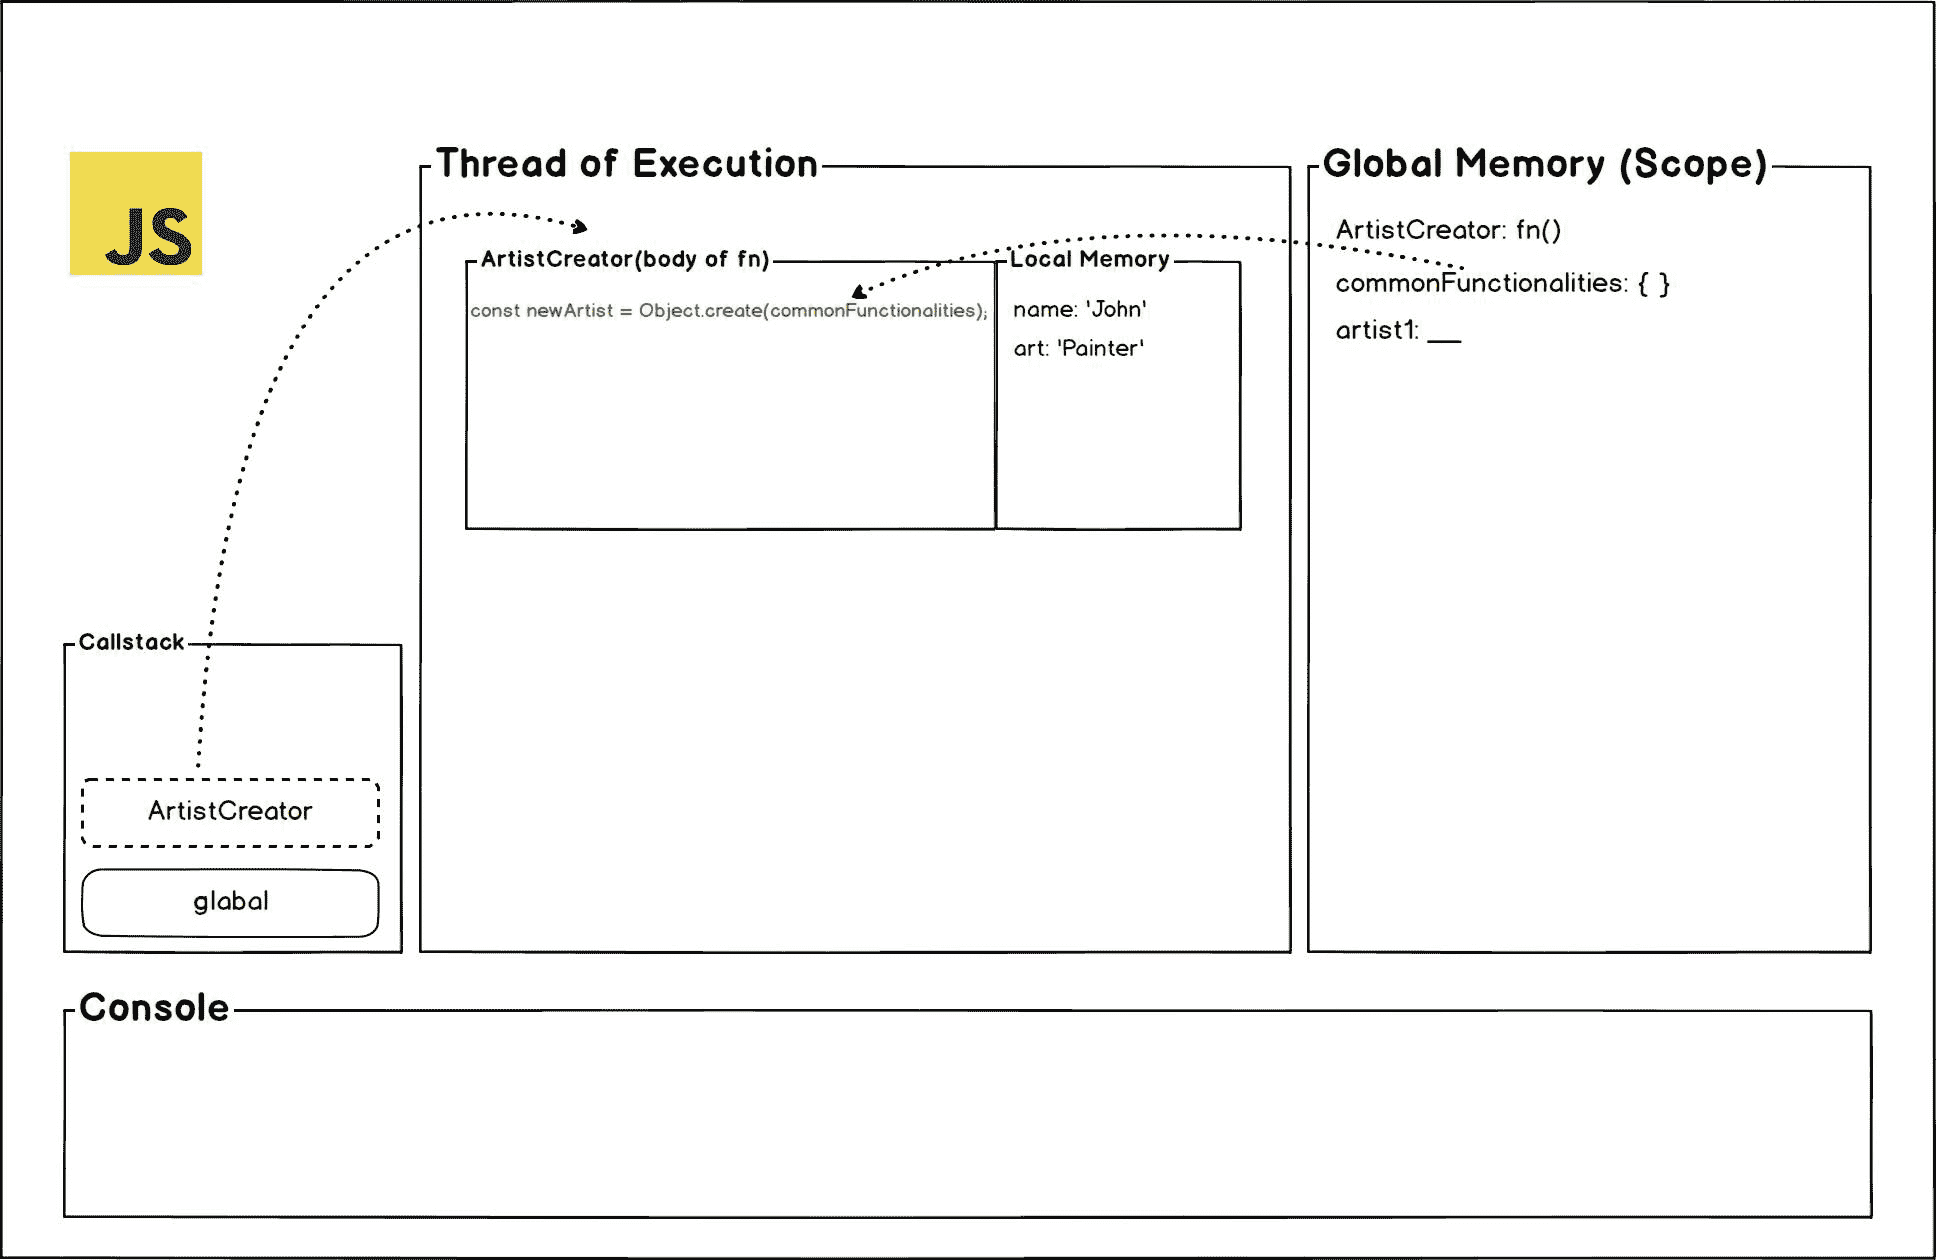 JS
Thread of Execution
ArtistCreator(body of fn)
const newArtist = Object.create(commonFunctionalities);
Local Memory
name: 'John'
art: 'Painter'
Global Memory (Scope)
ArtistCreator: fn()
commonFunctionalities: { }
artist1: __
Callstack
ArtistCreator
glabal
Console